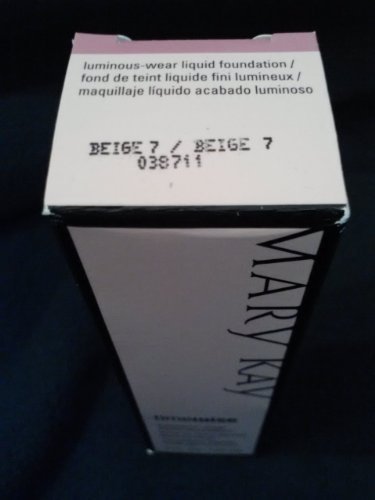 luminous-wear liquid foundation /
fond de teint liquide fini lumineux /
maquillaje líquido acabado luminoso
BEIGE 7 / BEIGE 7
038711
MARY KAY
timewise